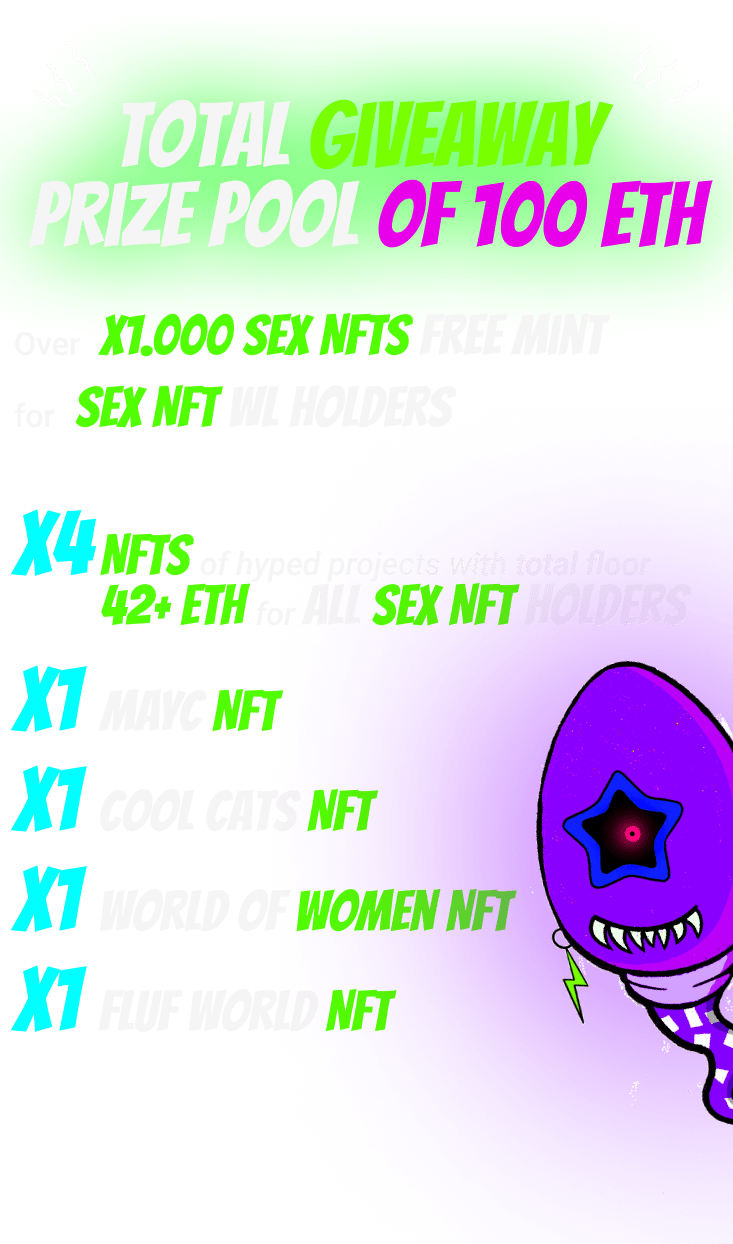 TOTAL GIVEAWAY
PRIZE POOL OF 100 ETH
Over X1.000 SEX NFTS FREE MINT
for SEX NFT WL HOLDERS
X4 NFTS of hyped projects with total floor
42+ ETH for ALL SEX NFT HOLDERS
X1 MAYC NFT
X1 COOL CATS NFT
X1 WORLD OF WOMEN NFT
X1 FLUF WORLD NFT